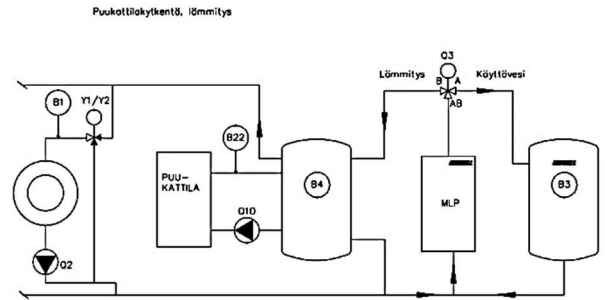 Puukattilakytkentä, lämmitys
Q3
B1
Y1/Y2
Lämmitys
B
A
Käyttövesi
AB
B22
PUU-
KATTILA
Q10
B4
MLP
B3
Q2